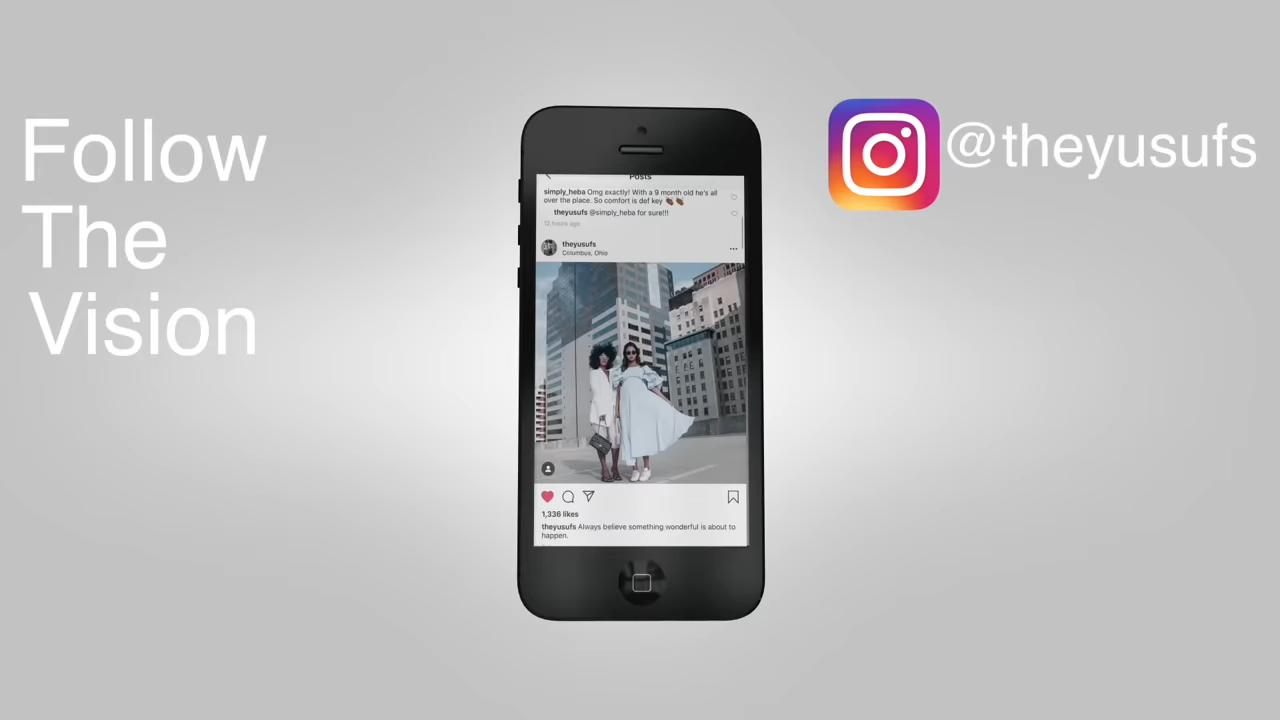 Follow
The
Vision
@theyusufs
Posts
simply_heba Omg exactly! With a 9 month old he's all
over the place. So comfort is def key 👏🏾👏🏾
theyusufs @simply_heba for sure!!!
12 hours ago
theyusufs
Columbus, Ohio
1,336 likes
theyusufs Always believe something wonderful is about to
happen.